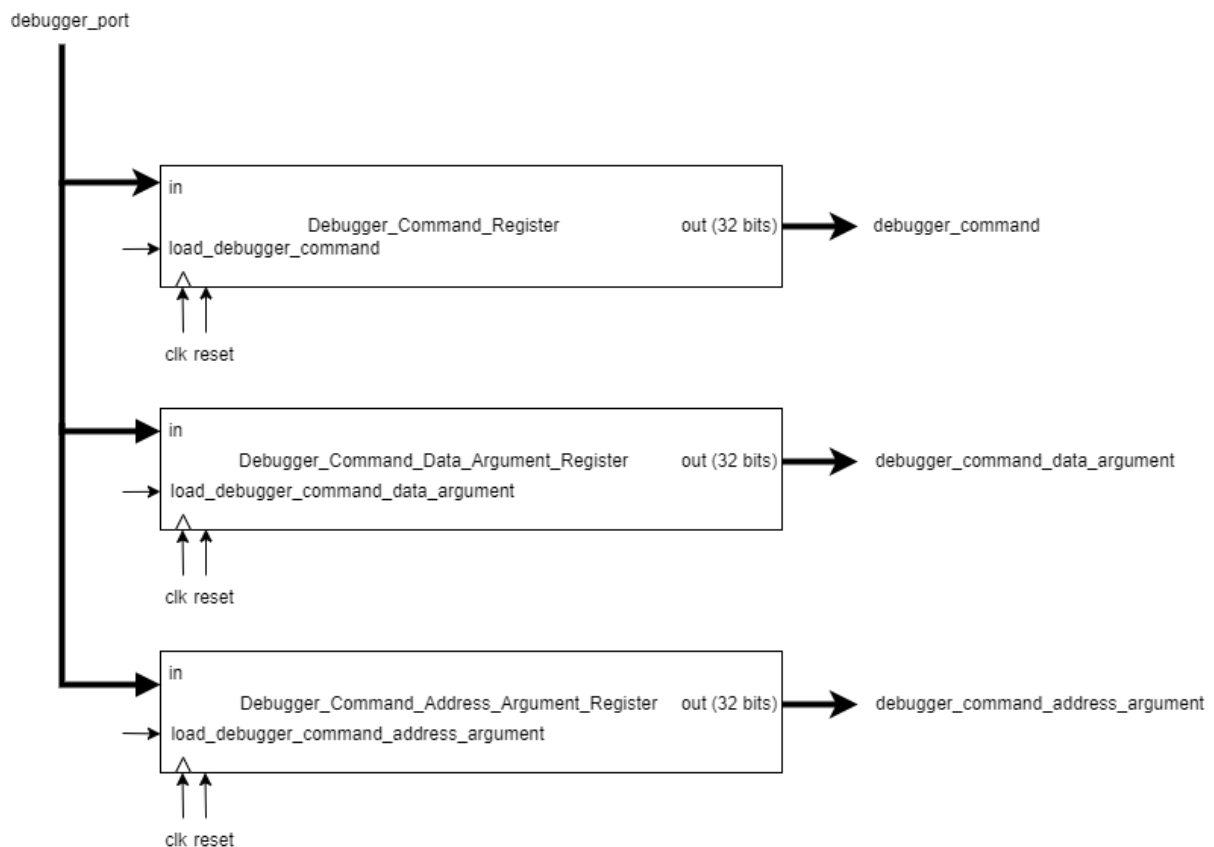 debugger_port
in
Debugger_Command_Register
out (32 bits)
debugger_command
load_debugger_command
clk reset
in
Debugger_Command_Data_Argument_Register
out (32 bits)
debugger_command_data_argument
load_debugger_command_data_argument
clk reset
in
Debugger_Command_Address_Argument_Register
out (32 bits)
debugger_command_address_argument
load_debugger_command_address_argument
clk reset